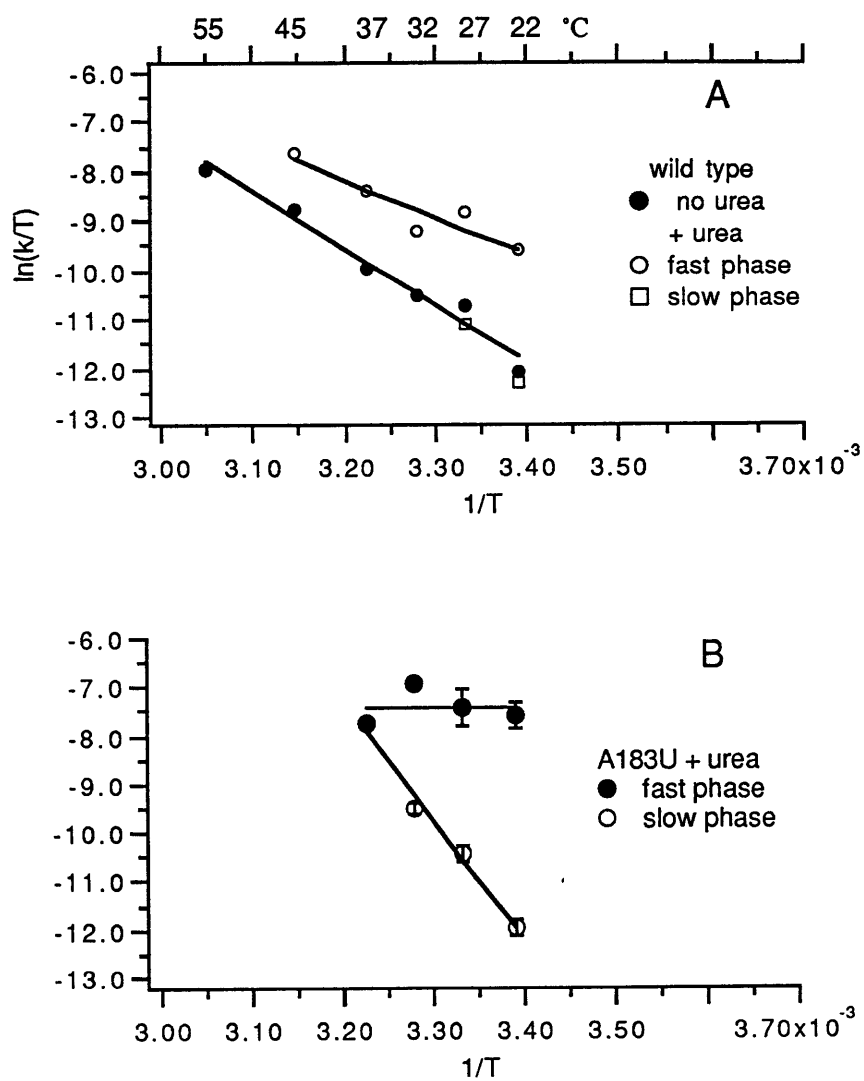 55 45 37 32 27 22 °C
A
-6.0
-7.0
-8.0
-9.0
-10.0
-11.0
-12.0
-13.0
ln(k/T)
wild type
no urea
+ urea
fast phase
slow phase
3.00 3.10 3.20 3.30 3.40 3.50 3.70x10⁻³
1/T
B
-6.0
-7.0
-8.0
-9.0
-10.0
-11.0
-12.0
-13.0
A183U + urea
fast phase
slow phase
3.00 3.10 3.20 3.30 3.40 3.50 3.70x10⁻³
1/T